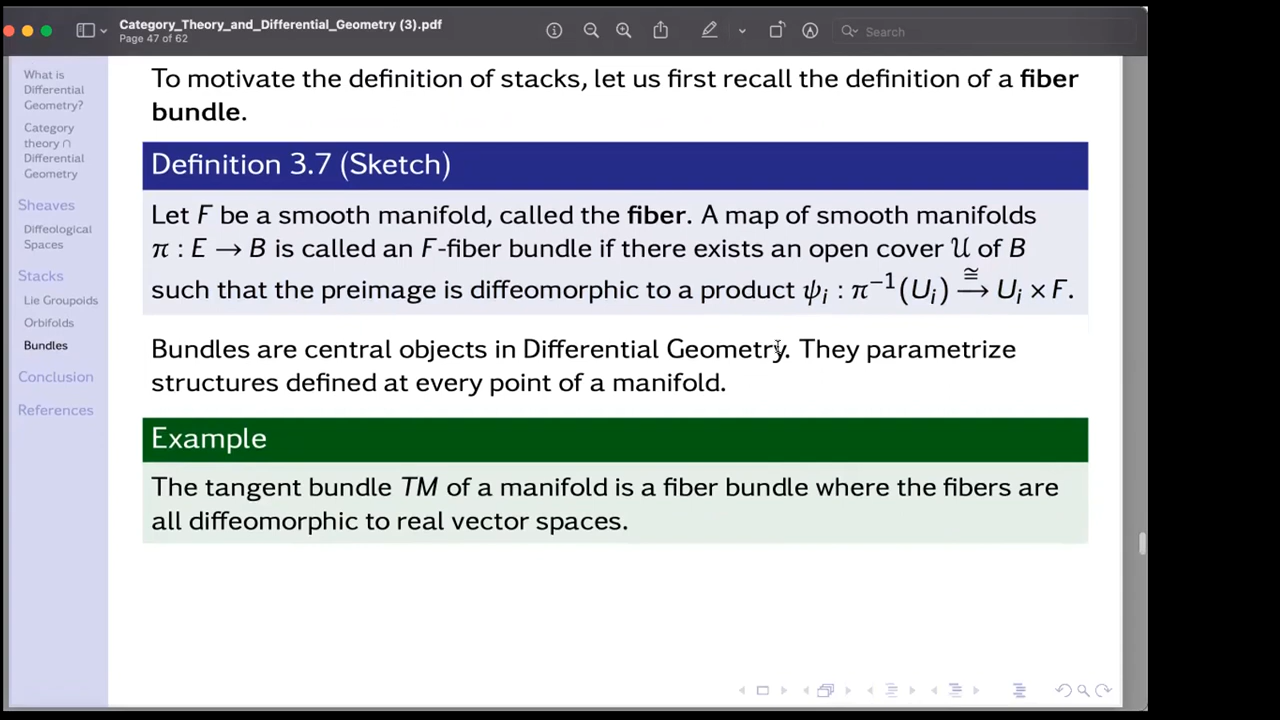 Category_Theory_and_Differential_Geometry (3).pdf
Page 47 of 62
Search
What is
Differential
Geometry?
Category
theory ∩
Differential
Geometry
Sheaves
Diffeological
Spaces
Stacks
Lie Groupoids
Orbifolds
Bundles
Conclusion
References
To motivate the definition of stacks, let us first recall the definition of a fiber
bundle.
Definition 3.7 (Sketch)
Let F be a smooth manifold, called the fiber. A map of smooth manifolds
π : E → B is called an F-fiber bundle if there exists an open cover 𝒰 of B
such that the preimage is diffeomorphic to a product ψᵢ : π⁻¹(Uᵢ) ≅→ Uᵢ × F.
Bundles are central objects in Differential Geometry. They parametrize
structures defined at every point of a manifold.
Example
The tangent bundle TM of a manifold is a fiber bundle where the fibers are
all diffeomorphic to real vector spaces.